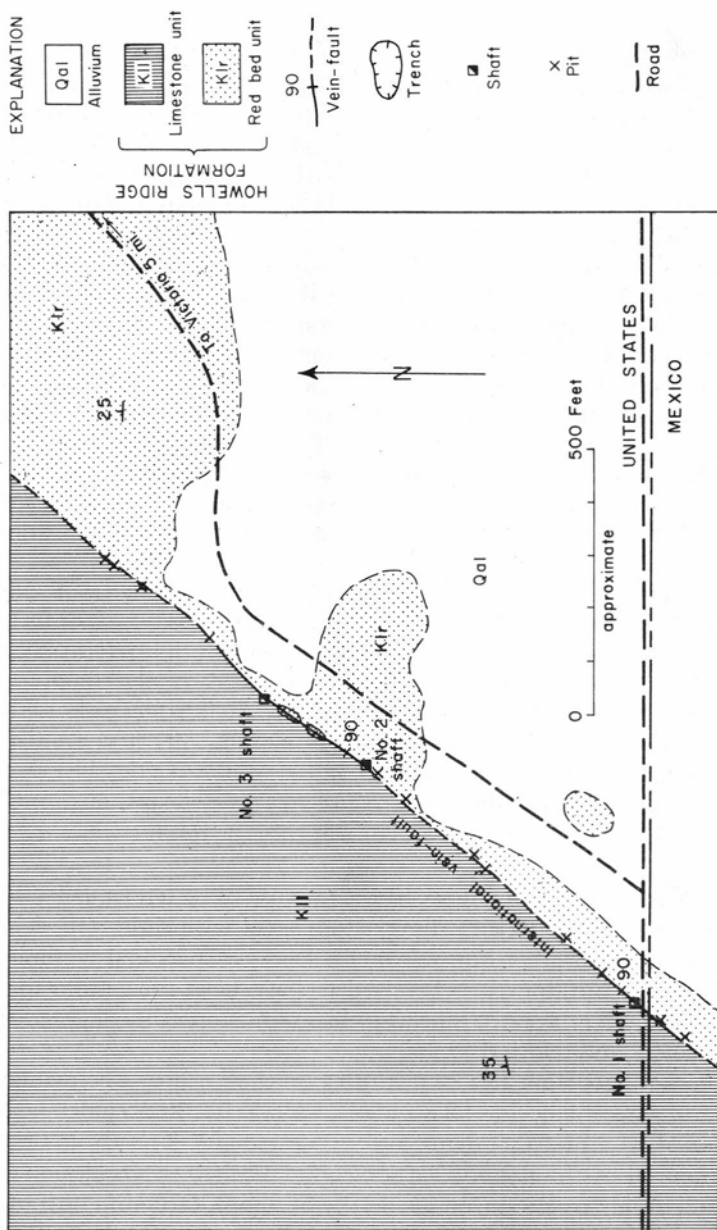 EXPLANATION
Qal
Alluvium
Kll
Limestone unit
Klr
Red bed unit
HOWELLS RIDGE
FORMATION
90
Vein-fault
Trench
Shaft
Pit
Road
Klr
25
To Victorio 5 mi.
N
No. 3 shaft
90
No. 2
shaft
Klr
Kll
International
vein-fault
Qal
500 Feet
0
approximate
35
90
No. 1 shaft
UNITED STATES
MEXICO